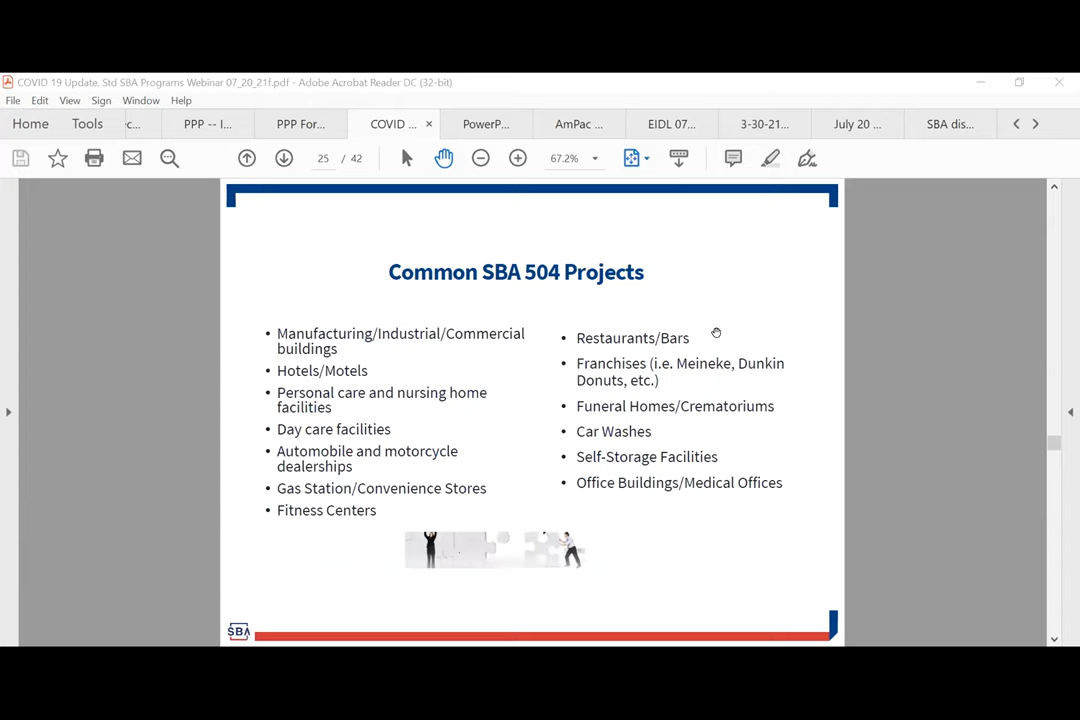 COVID 19 Update, Std SBA Programs Webinar 07_20_21f.pdf - Adobe Acrobat Reader DC (32-bit)
File Edit View Sign Window Help
Home Tools c... PPP -- I... PPP For... COVID ... × PowerP... AmPac ... EIDL 07... 3-30-21... July 20 ... SBA dis...
25 / 42 67.2%
Common SBA 504 Projects
• Manufacturing/Industrial/Commercial
buildings
• Hotels/Motels
• Personal care and nursing home
facilities
• Day care facilities
• Automobile and motorcycle
dealerships
• Gas Station/Convenience Stores
• Fitness Centers
• Restaurants/Bars
• Franchises (i.e. Meineke, Dunkin
Donuts, etc.)
• Funeral Homes/Crematoriums
• Car Washes
• Self-Storage Facilities
• Office Buildings/Medical Offices
SBA